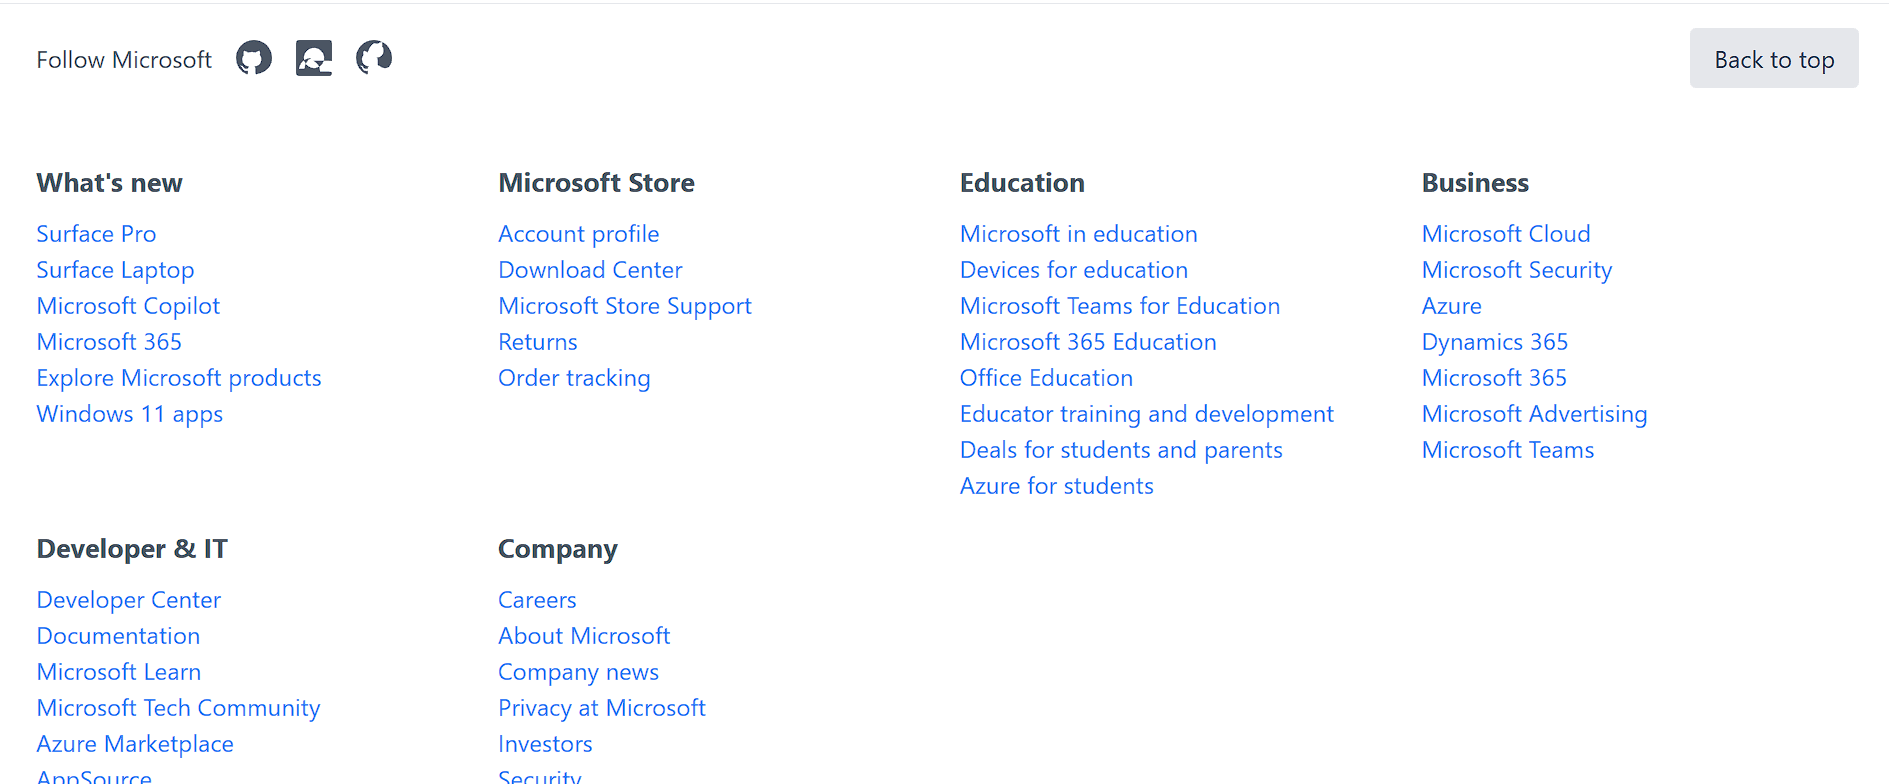 Follow Microsoft
Back to top
What's new
Surface Pro
Surface Laptop
Microsoft Copilot
Microsoft 365
Explore Microsoft products
Windows 11 apps
Microsoft Store
Account profile
Download Center
Microsoft Store Support
Returns
Order tracking
Education
Microsoft in education
Devices for education
Microsoft Teams for Education
Microsoft 365 Education
Office Education
Educator training and development
Deals for students and parents
Azure for students
Business
Microsoft Cloud
Microsoft Security
Azure
Dynamics 365
Microsoft 365
Microsoft Advertising
Microsoft Teams
Developer & IT
Developer Center
Documentation
Microsoft Learn
Microsoft Tech Community
Azure Marketplace
AppSource
Company
Careers
About Microsoft
Company news
Privacy at Microsoft
Investors
Security